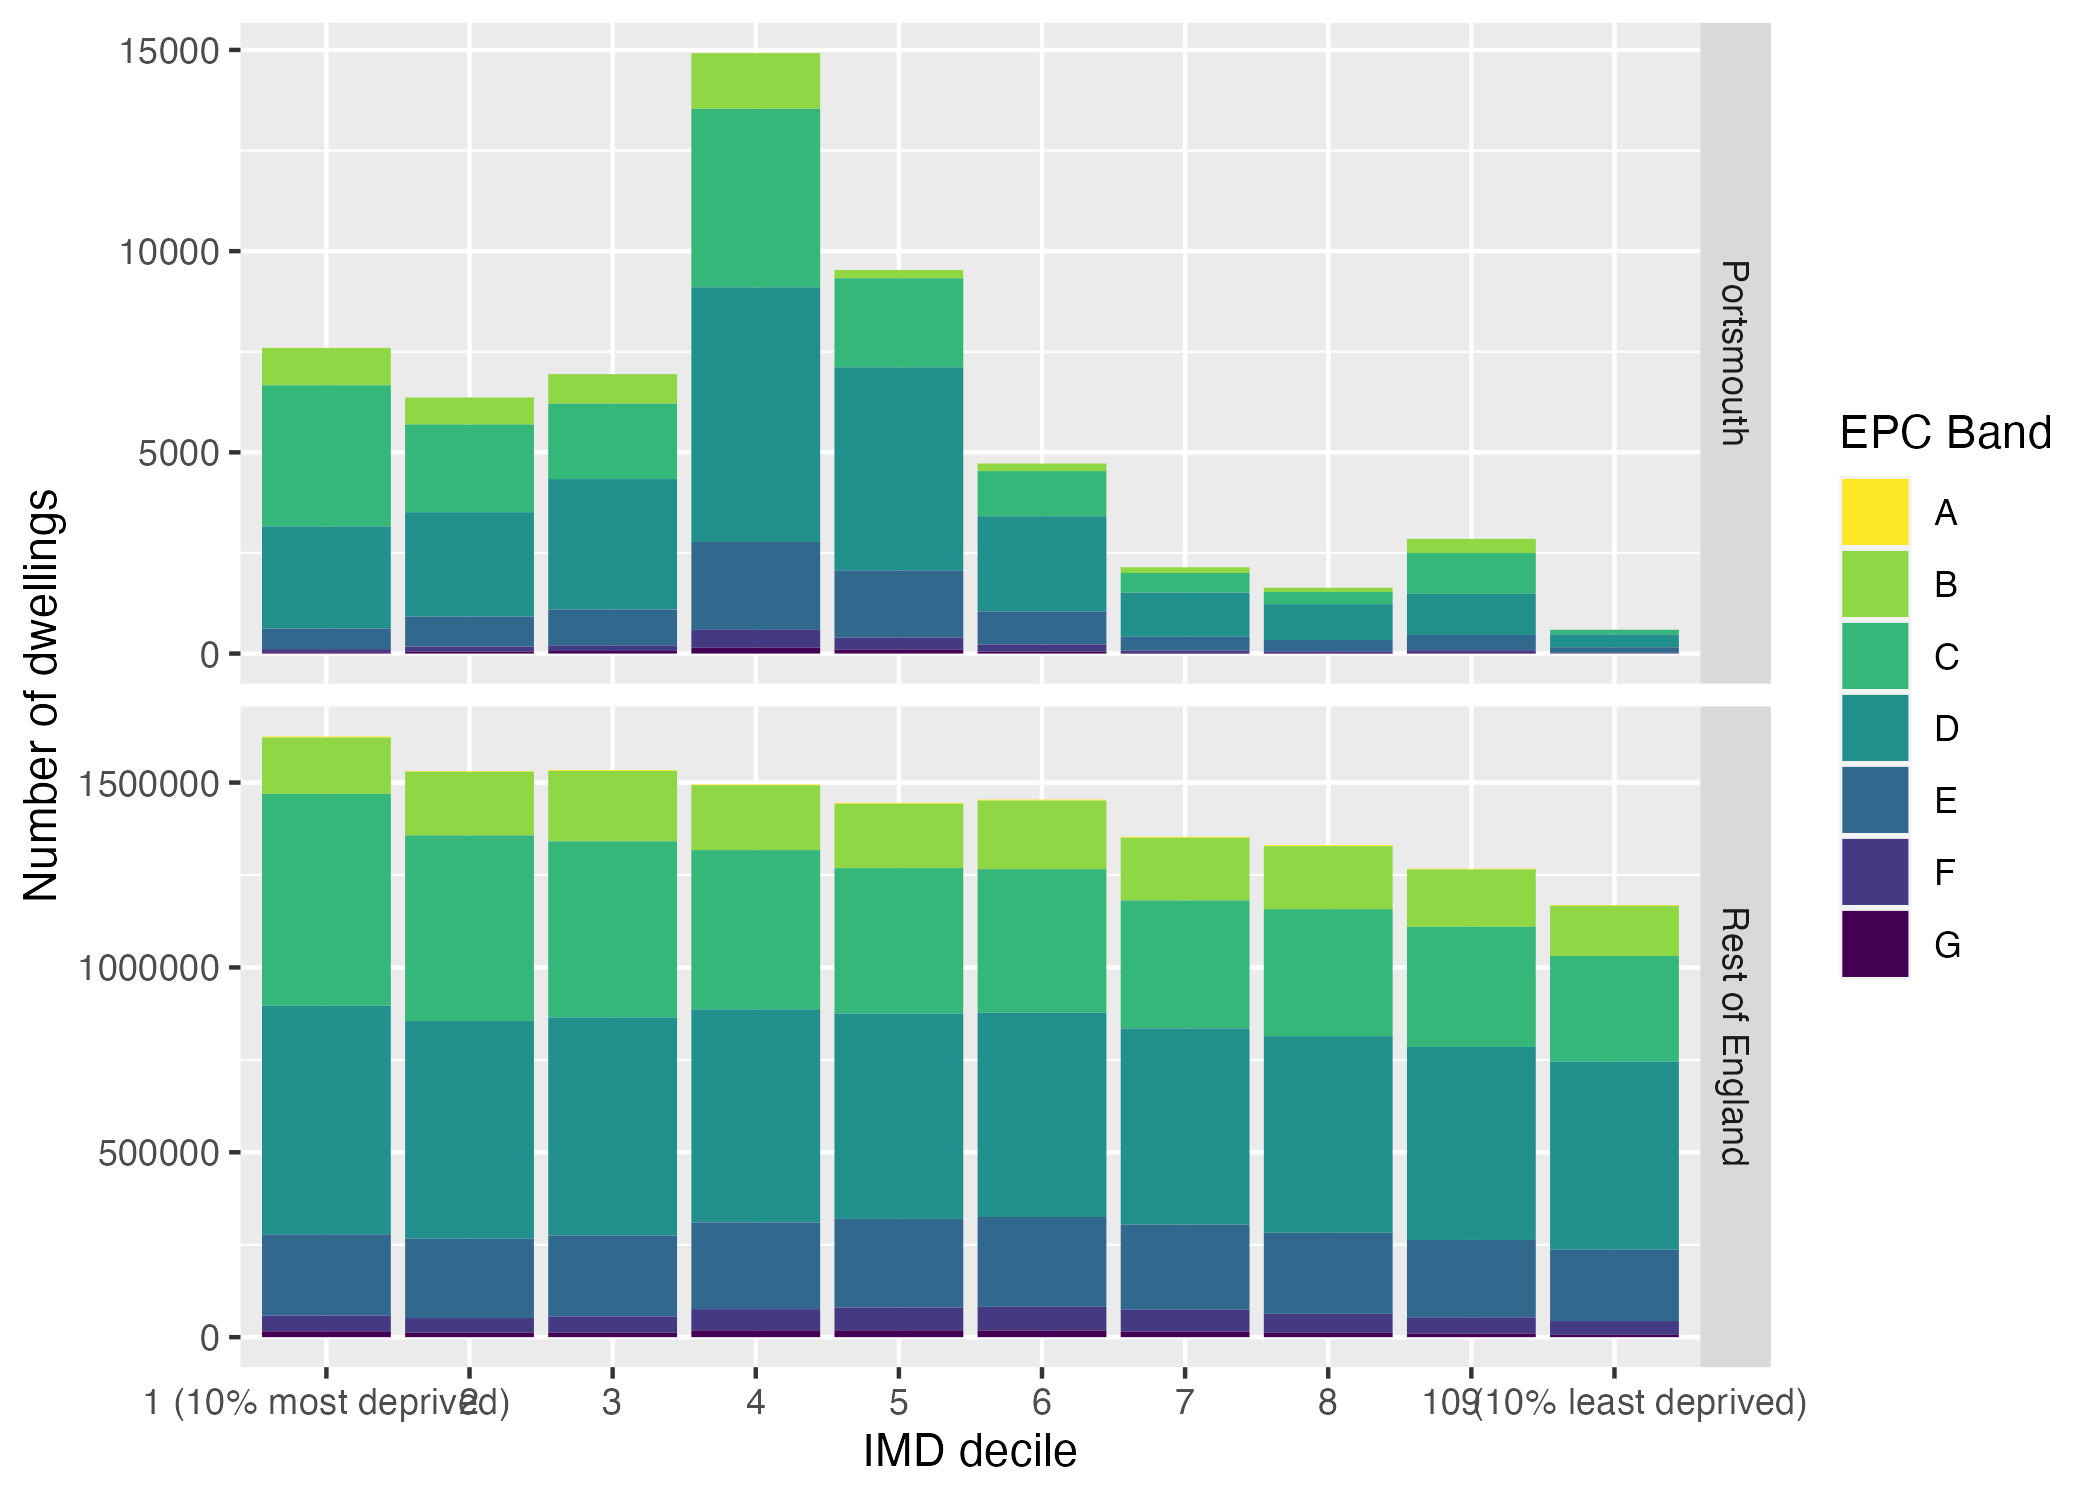 15000
10000
5000
0
Portsmouth
1500000
1000000
500000
0
Rest of England
Number of dwellings
1 (10% most deprived)
2
3
4
5
6
7
8
9
10 (10% least deprived)
IMD decile
EPC Band
A
B
C
D
E
F
G